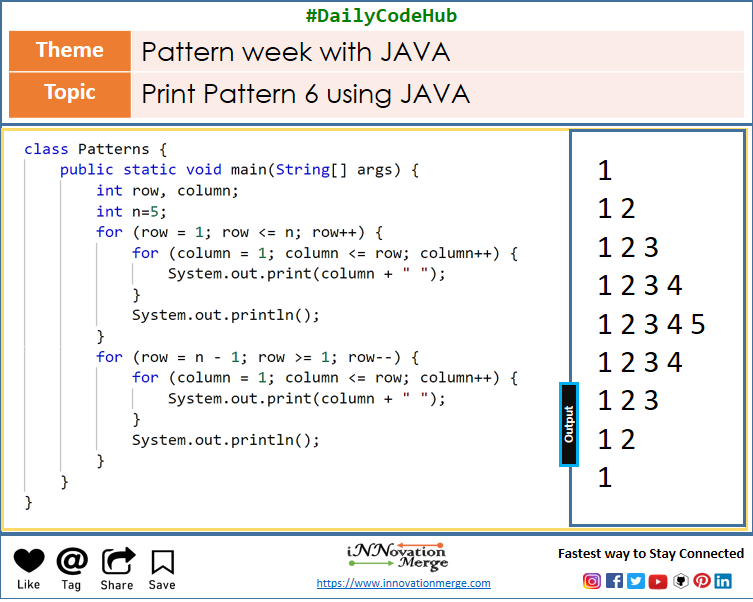 #DailyCodeHub
Theme
Pattern week with JAVA
Topic
Print Pattern 6 using JAVA
class Patterns {
    public static void main(String[] args) {
        int row, column;
        int n=5;
        for (row = 1; row <= n; row++) {
            for (column = 1; column <= row; column++) {
                System.out.print(column + " ");
            }
            System.out.println();
        }
        for (row = n - 1; row >= 1; row--) {
            for (column = 1; column <= row; column++) {
                System.out.print(column + " ");
            }
            System.out.println();
        }
    }
}
Output
1
1 2
1 2 3
1 2 3 4
1 2 3 4 5
1 2 3 4
1 2 3
1 2
1
Like
Tag
Share
Save
iNNovation
Merge
https://www.innovationmerge.com
Fastest way to Stay Connected